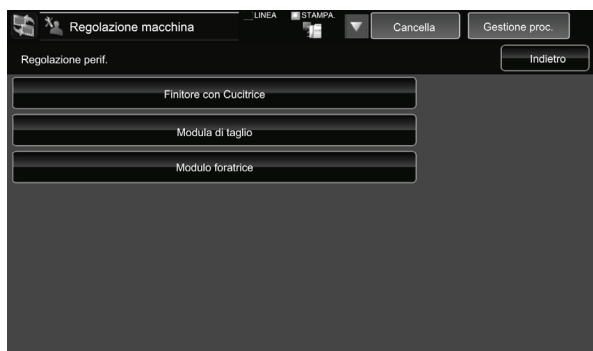 Regolazione macchina
LINEA
STAMPA.
Cancella
Gestione proc.
Regolazione perif.
Indietro
Finitore con Cucitrice
Modula di taglio
Modulo foratrice